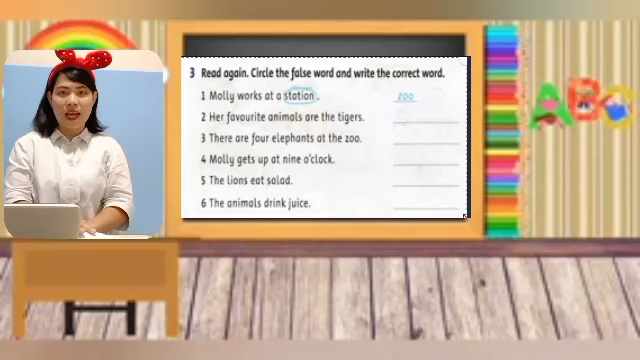 3 Read again. Circle the false word and write the correct word.
1 Molly works at a station. zoo
2 Her favourite animals are the tigers.
3 There are four elephants at the zoo.
4 Molly gets up at nine o'clock.
5 The lions eat salad.
6 The animals drink juice.
ABC